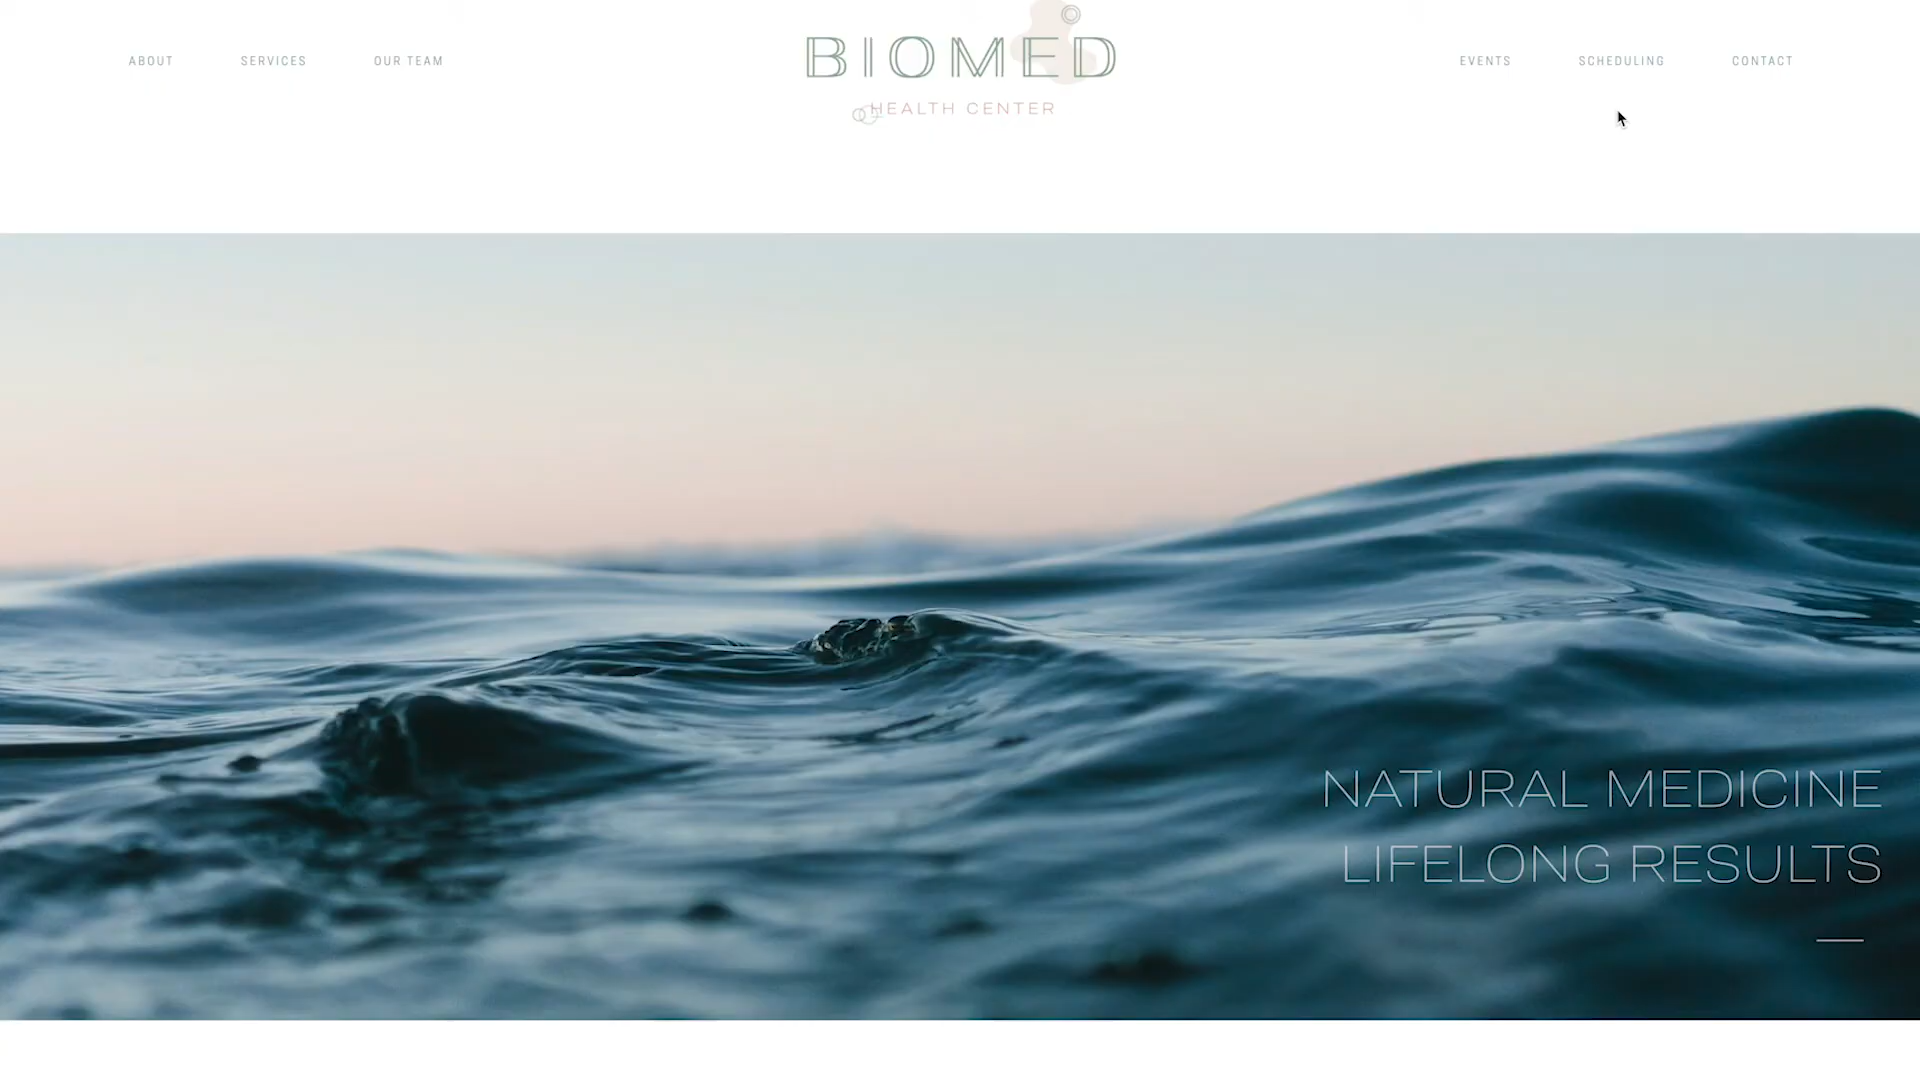 ABOUT SERVICES OUR TEAM
BIOMED
HEALTH CENTER
EVENTS SCHEDULING CONTACT
NATURAL MEDICINE
LIFELONG RESULTS